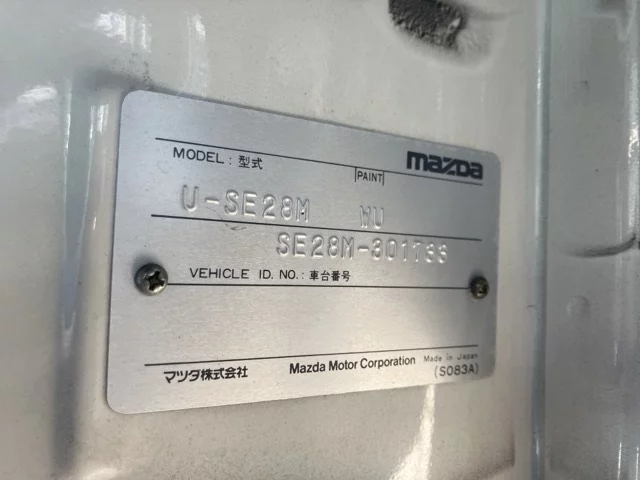 MODEL: 型式
PAINT
mazda
U-SE28M WU
SE28M-301733
VEHICLE ID. NO.: 車台番号
マツダ株式会社 Mazda Motor Corporation Made in Japan
(S083A)